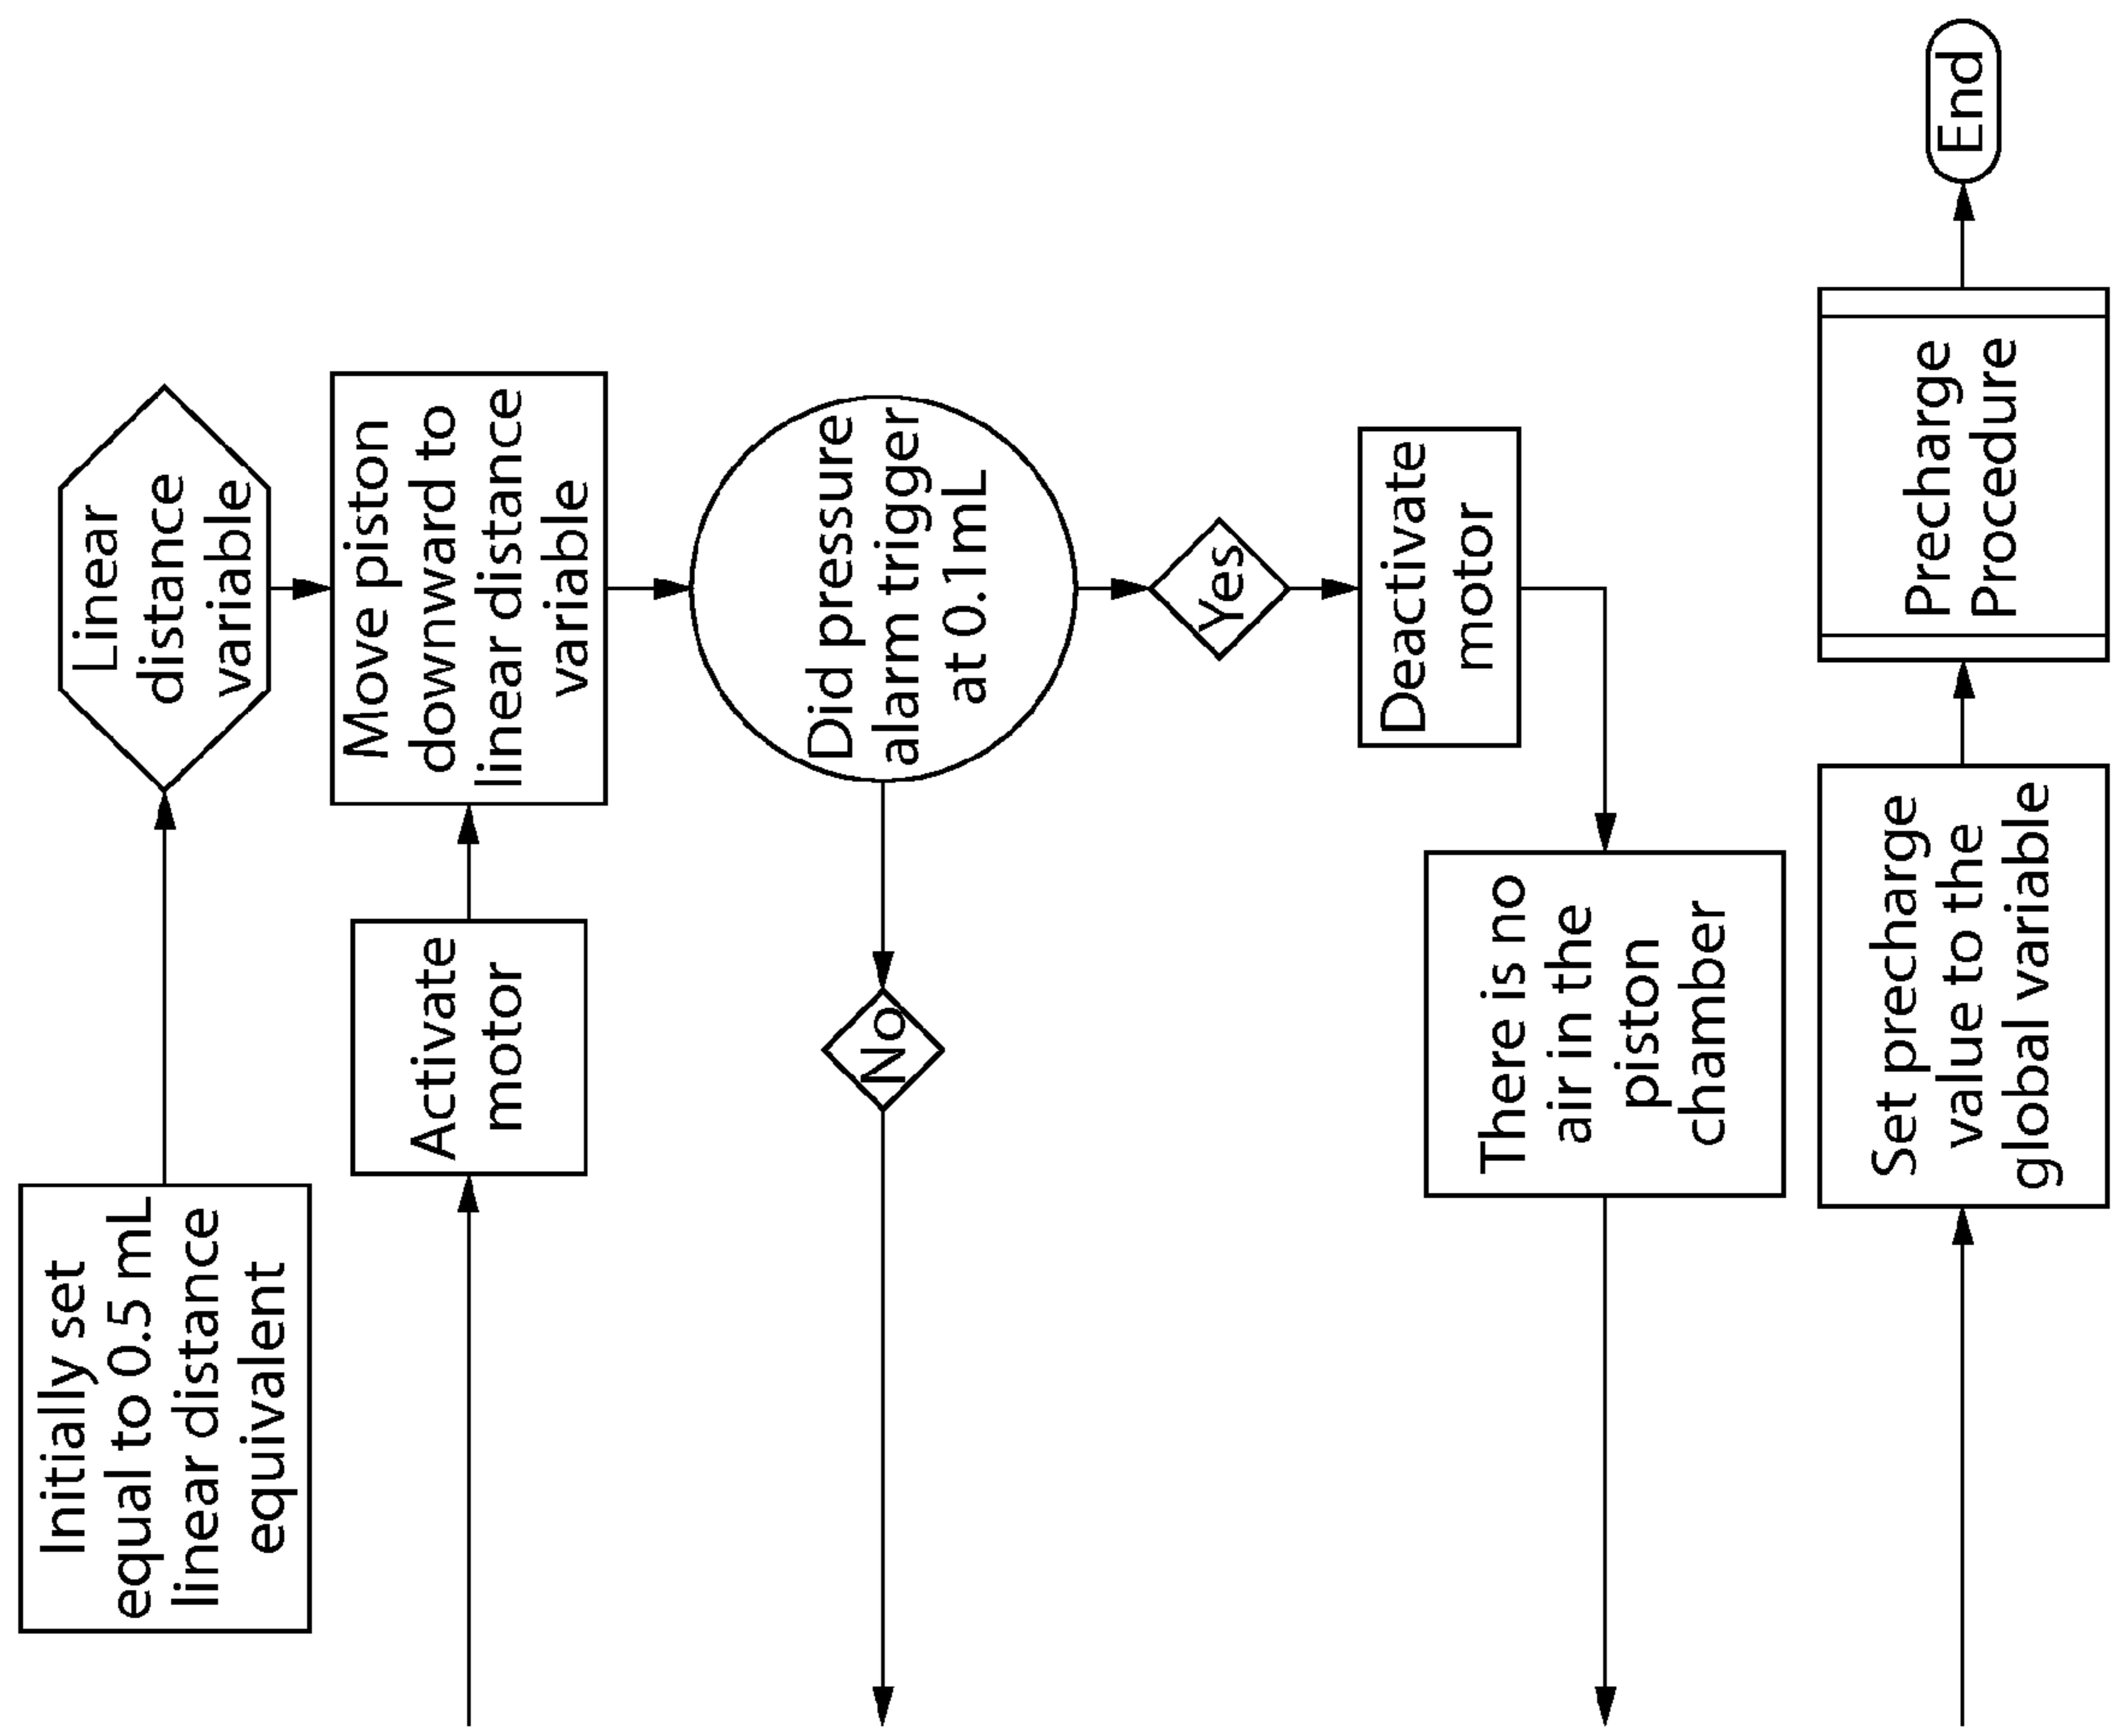 Initially set
equal to 0.5 mL
linear distance
equivalent
Linear
distance
variable
Activate
motor
Move piston
downward to
linear distance
variable
Did pressure
alarm trigger
at 0.1mL
No
Yes
Deactivate
motor
There is no
air in the
piston
chamber
Set precharge
value to the
global variable
Precharge
Procedure
End